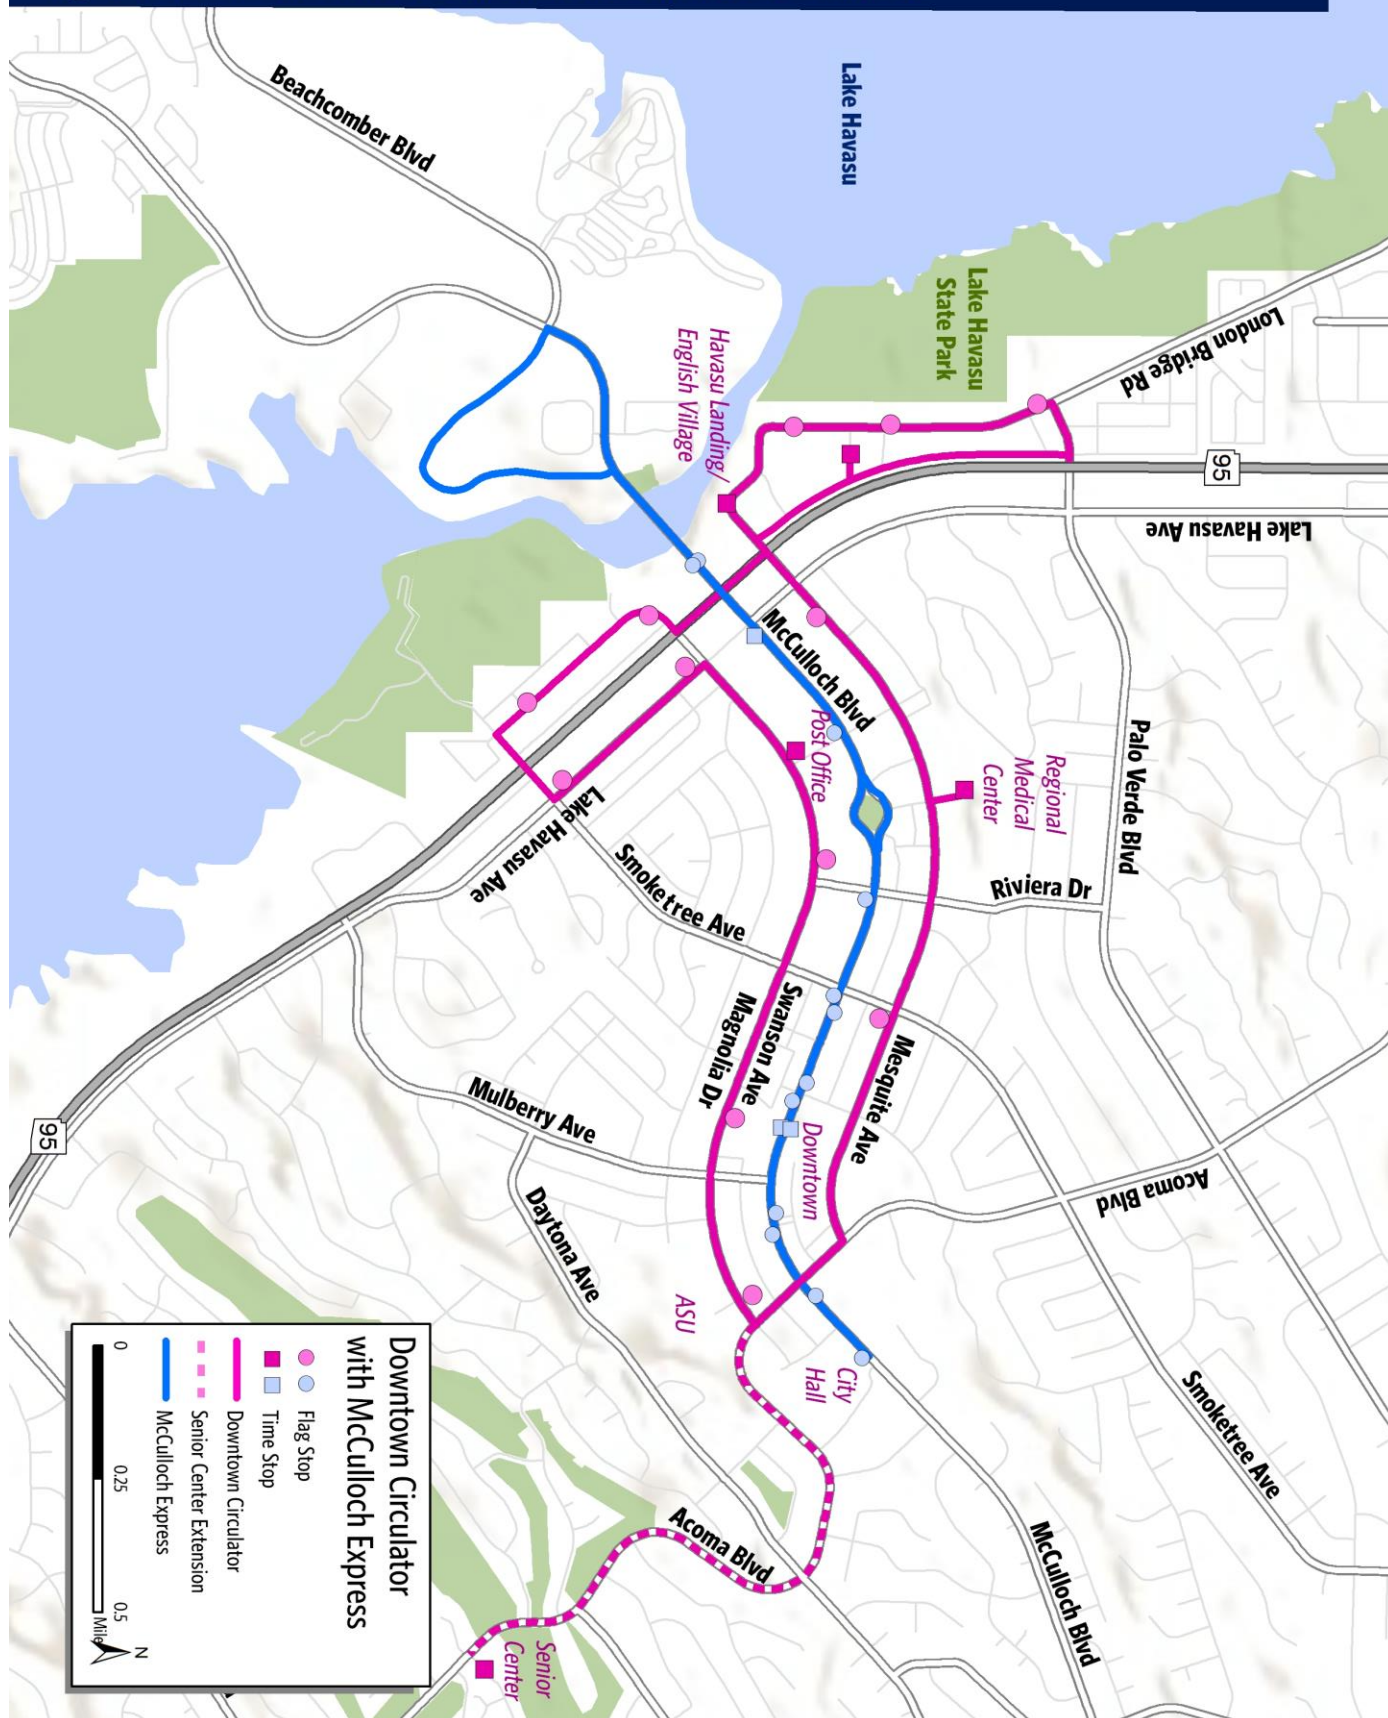 Beachcomber Blvd
Lake Havasu
Lake Havasu
State Park
London Bridge Rd
Havasu Landing/
English Village
95
Lake Havasu Ave
McCulloch Blvd
Post Office
Regional
Medical
Center
Palo Verde Blvd
Riviera Dr
Lake Havasu Ave
Smoketree Ave
Swanson Ave
Magnolia Dr
Mesquite Ave
Mulberry Ave
Downtown
Acoma Blvd
95
Daytona Ave
ASU
City
Hall
Smoketree Ave
McCulloch Blvd
Acoma Blvd
Senior
Center
Downtown Circulator
with McCulloch Express
Flag Stop
Time Stop
Downtown Circulator
Senior Center Extension
McCulloch Express
0 0.25 0.5
N